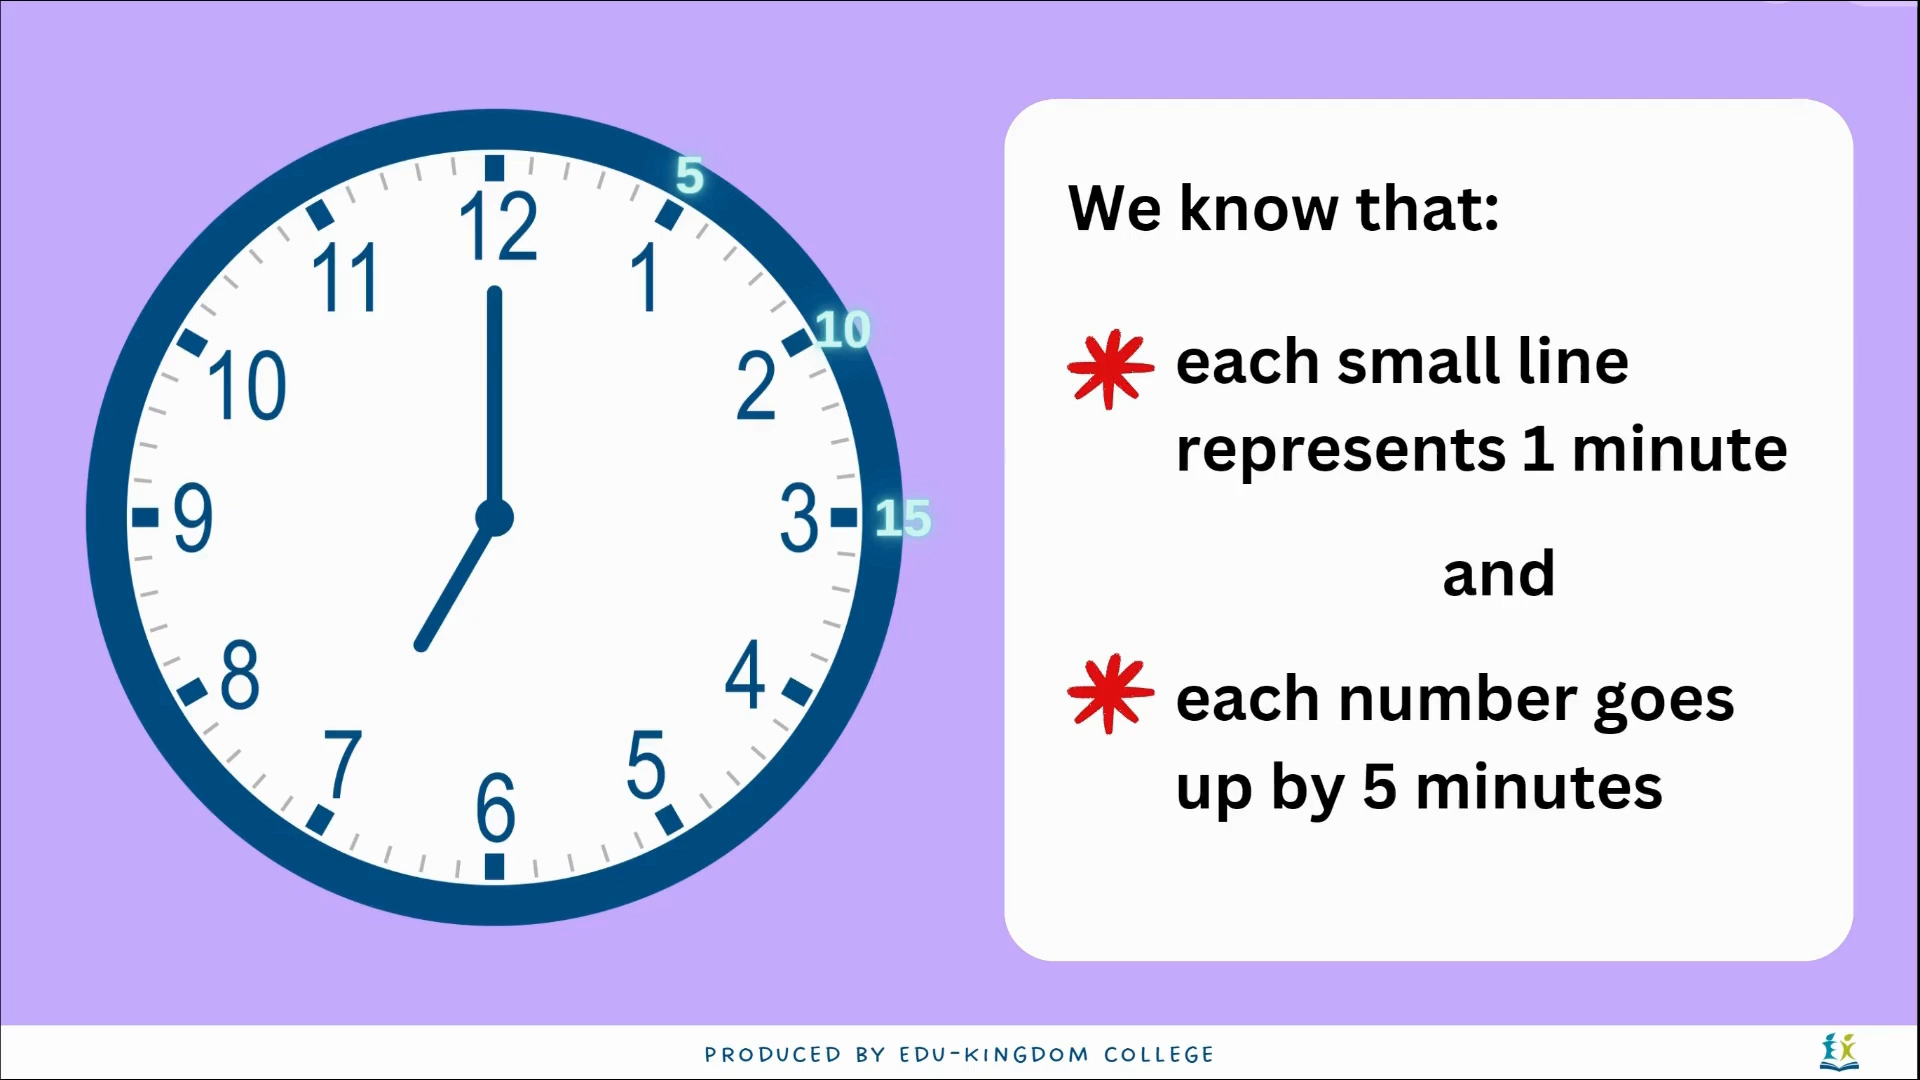 5
12
11
1
10
10
2
9
3
15
8
4
7
5
6
We know that:
each small line
represents 1 minute
and
each number goes
up by 5 minutes
PRODUCED BY EDU-KINGDOM COLLEGE